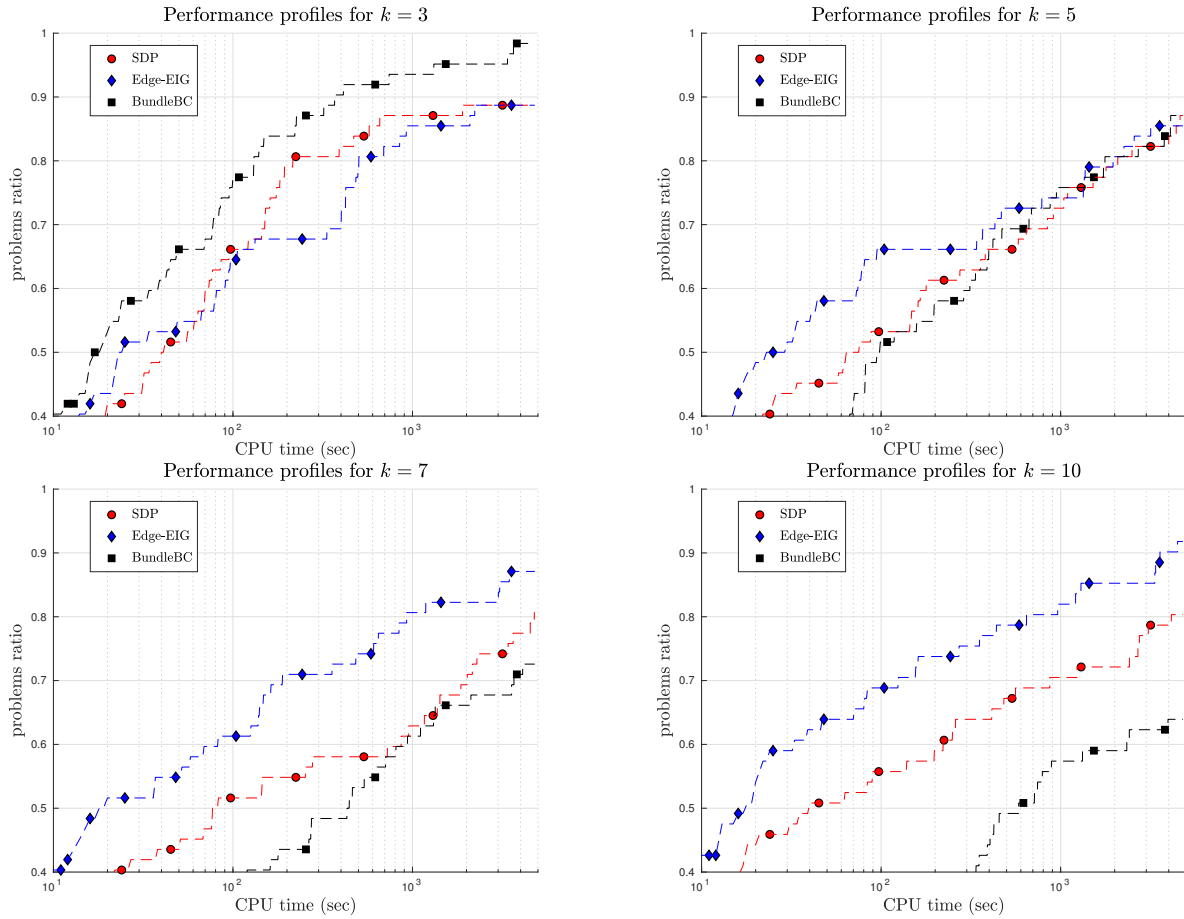 Performance profiles for k = 3
Performance profiles for k = 5
SDP
Edge-EIG
BundleBC
problems ratio
1
0.9
0.8
0.7
0.6
0.5
0.4
10^1
10^2
10^3
CPU time (sec)
SDP
Edge-EIG
BundleBC
problems ratio
1
0.9
0.8
0.7
0.6
0.5
0.4
10^1
10^2
10^3
CPU time (sec)
Performance profiles for k = 7
Performance profiles for k = 10
SDP
Edge-EIG
BundleBC
problems ratio
1
0.9
0.8
0.7
0.6
0.5
0.4
10^1
10^2
10^3
CPU time (sec)
SDP
Edge-EIG
BundleBC
problems ratio
1
0.9
0.8
0.7
0.6
0.5
0.4
10^1
10^2
10^3
CPU time (sec)